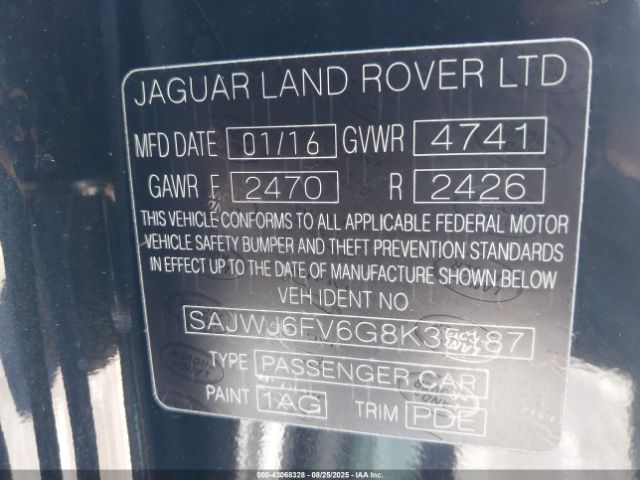 JAGUAR LAND ROVER LTD
MFD DATE 01/16 GVWR 4741
GAWR F 2470 R 2426
THIS VEHICLE CONFORMS TO ALL APPLICABLE FEDERAL MOTOR
VEHICLE SAFETY BUMPER AND THEFT PREVENTION STANDARDS
IN EFFECT UP TO THE DATE OF MANUFACTURE SHOWN BELOW
VEH IDENT NO
TYPE PASSENGER CAR
PAINT 1AG TRIM PDE
000-43068328 - 08/25/2025 - IAAI.COM